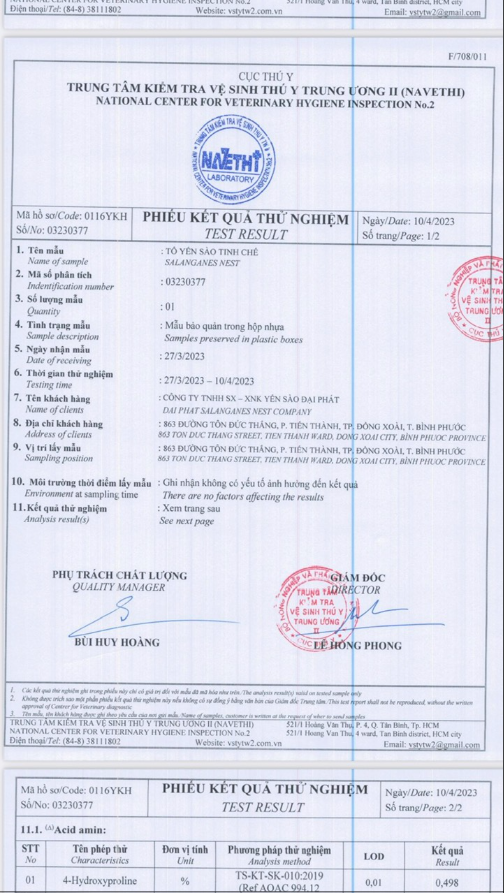 NATIONAL CENTER FOR VETERINARY HYGIENE INSPECTION No.2 521/1 Hoang Van Thu, 4 ward, Tan Binh district, HCM city
Điện thoại/Tel: (84-8) 38111802 Website: vstytw2.com.vn Email: vstytw2@gmail.com
F/708/011
CỤC THÚ Y
TRUNG TÂM KIỂM TRA VỆ SINH THÚ Y TRUNG ƯƠNG II (NAVETHI)
NATIONAL CENTER FOR VETERINARY HYGIENE INSPECTION No.2
NAVETHI
LABORATORY
Mã hồ sơ/Code: 0116YKH
Số/No: 03230377
PHIẾU KẾT QUẢ THỬ NGHIỆM
TEST RESULT
Ngày/Date: 10/4/2023
Số trang/Page: 1/2
1. Tên mẫu : TỔ YẾN SÀO TINH CHẾ
Name of sample SALANGANES NEST
2. Mã số phân tích
Indentification number : 03230377
3. Số lượng mẫu
Quantity : 01
4. Tình trạng mẫu : Mẫu bảo quản trong hộp nhựa
Sample description Samples preserved in plastic boxes
5. Ngày nhận mẫu
Date of receiving : 27/3/2023
6. Thời gian thử nghiệm
Testing time : 27/3/2023 – 10/4/2023
7. Tên khách hàng : CÔNG TY TNHH SX – XNK YẾN SÀO ĐẠI PHÁT
Name of clients DAI PHAT SALANGANES NEST COMPANY
8. Địa chỉ khách hàng : 863 ĐƯỜNG TÔN ĐỨC THẮNG, P. TIẾN THÀNH, TP. ĐỒNG XOÀI, T. BÌNH PHƯỚC
Address of clients 863 TON DUC THANG STREET, TIEN THANH WARD, DONG XOAI CITY, BINH PHUOC PROVINCE
9. Vị trí lấy mẫu : 863 ĐƯỜNG TÔN ĐỨC THẮNG, P. TIẾN THÀNH, TP. ĐỒNG XOÀI, T. BÌNH PHƯỚC
Sampling position 863 TON DUC THANG STREET, TIEN THANH WARD, DONG XOAI CITY, BINH PHUOC PROVINCE
10. Môi trường thời điểm lấy mẫu : Ghi nhận không có yếu tố ảnh hưởng đến kết quả
Environment at sampling time There are no factors affecting the results
11. Kết quả thử nghiệm : Xem trang sau
Analysis result(s) See next page
TRUNG TÂ
KIỂM TRA
VỆ SINH TH
TRUNG ƯƠ
II
PHỤ TRÁCH CHẤT LƯỢNG
QUALITY MANAGER
GIÁM ĐỐC
DIRECTOR
TRUNG TÂM
KIỂM TRA
VỆ SINH THÚ Y
TRUNG ƯƠNG
II
BÙI HUY HOÀNG
LÊ HỒNG PHONG
1. Các kết quả thử nghiệm ghi trong phiếu này chỉ có giá trị đối với mẫu đã mã hóa như trên. The analysis result(s) valid on tested sample only
2. Không được trích sao một phần phiếu kết quả thử nghiệm này nếu không có sự đồng ý bằng văn bản của Giám đốc Trung tâm. This test report shall not be reproduced, without the written
approval of Center for Veterinary diagnostic.
3. Tên mẫu, tên khách hàng được ghi theo yêu cầu của nơi gửi mẫu. Name of samples, customer is written at the request of wher to send samples
TRUNG TÂM KIỂM TRA VỆ SINH THÚ Y TRUNG ƯƠNG II (NAVETHI) 521/1 Hoàng Văn Thụ, P. 4, Q. Tân Bình, Tp. HCM
NATIONAL CENTER FOR VETERINARY HYGIENE INSPECTION No.2 521/1 Hoang Van Thu, 4 ward, Tan Binh district, HCM city
Điện thoại/Tel: (84-8) 38111802 Website: vstytw2.com.vn Email: vstytw2@gmail.com
Mã hồ sơ/Code: 0116YKH
Số/No: 03230377
PHIẾU KẾT QUẢ THỬ NGHIỆM
TEST RESULT
Ngày/Date: 10/4/2023
Số trang/Page: 2/2
11.1. (A)Acid amin:
STT Tên phép thử Đơn vị tính Phương pháp thử nghiệm LOD Kết quả
No Characteristics Unit Analysis method Result
01 4-Hydroxyproline % TS-KT-SK-010:2019 0,01 0,498
(Ref AOAC 994.12